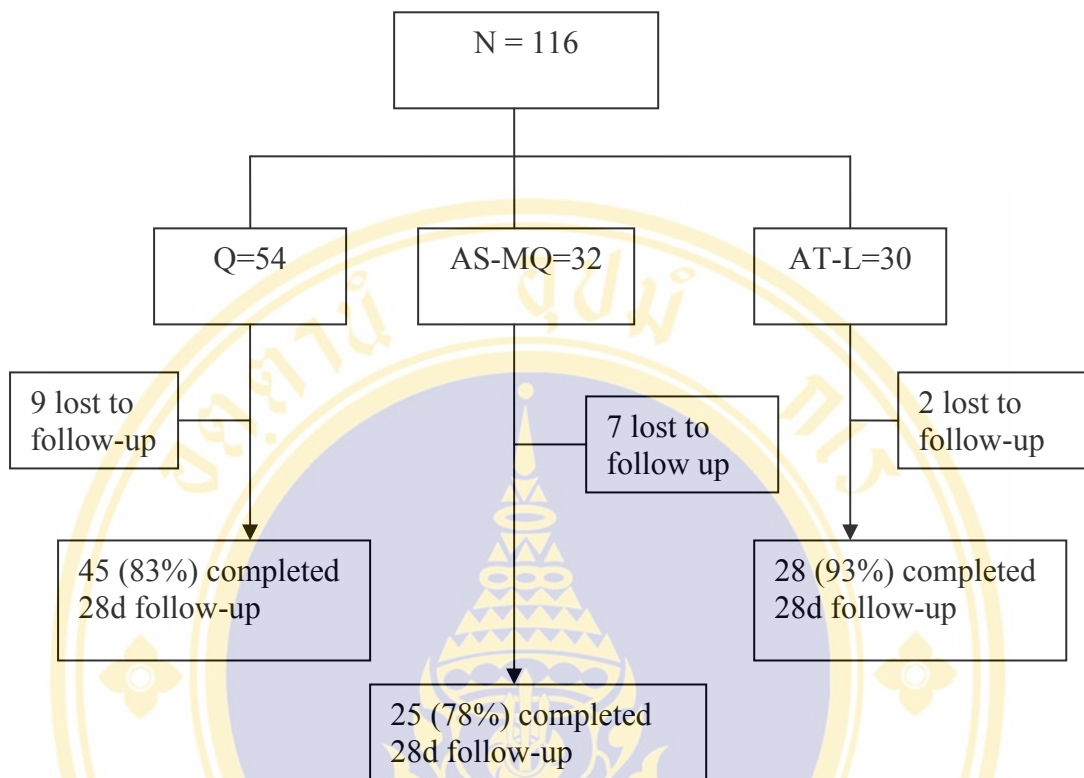 N = 116
Q=54
AS-MQ=32
AT-L=30
9 lost to
follow-up
7 lost to
follow up
2 lost to
follow-up
45 (83%) completed
28d follow-up
28 (93%) completed
28d follow-up
25 (78%) completed
28d follow-up